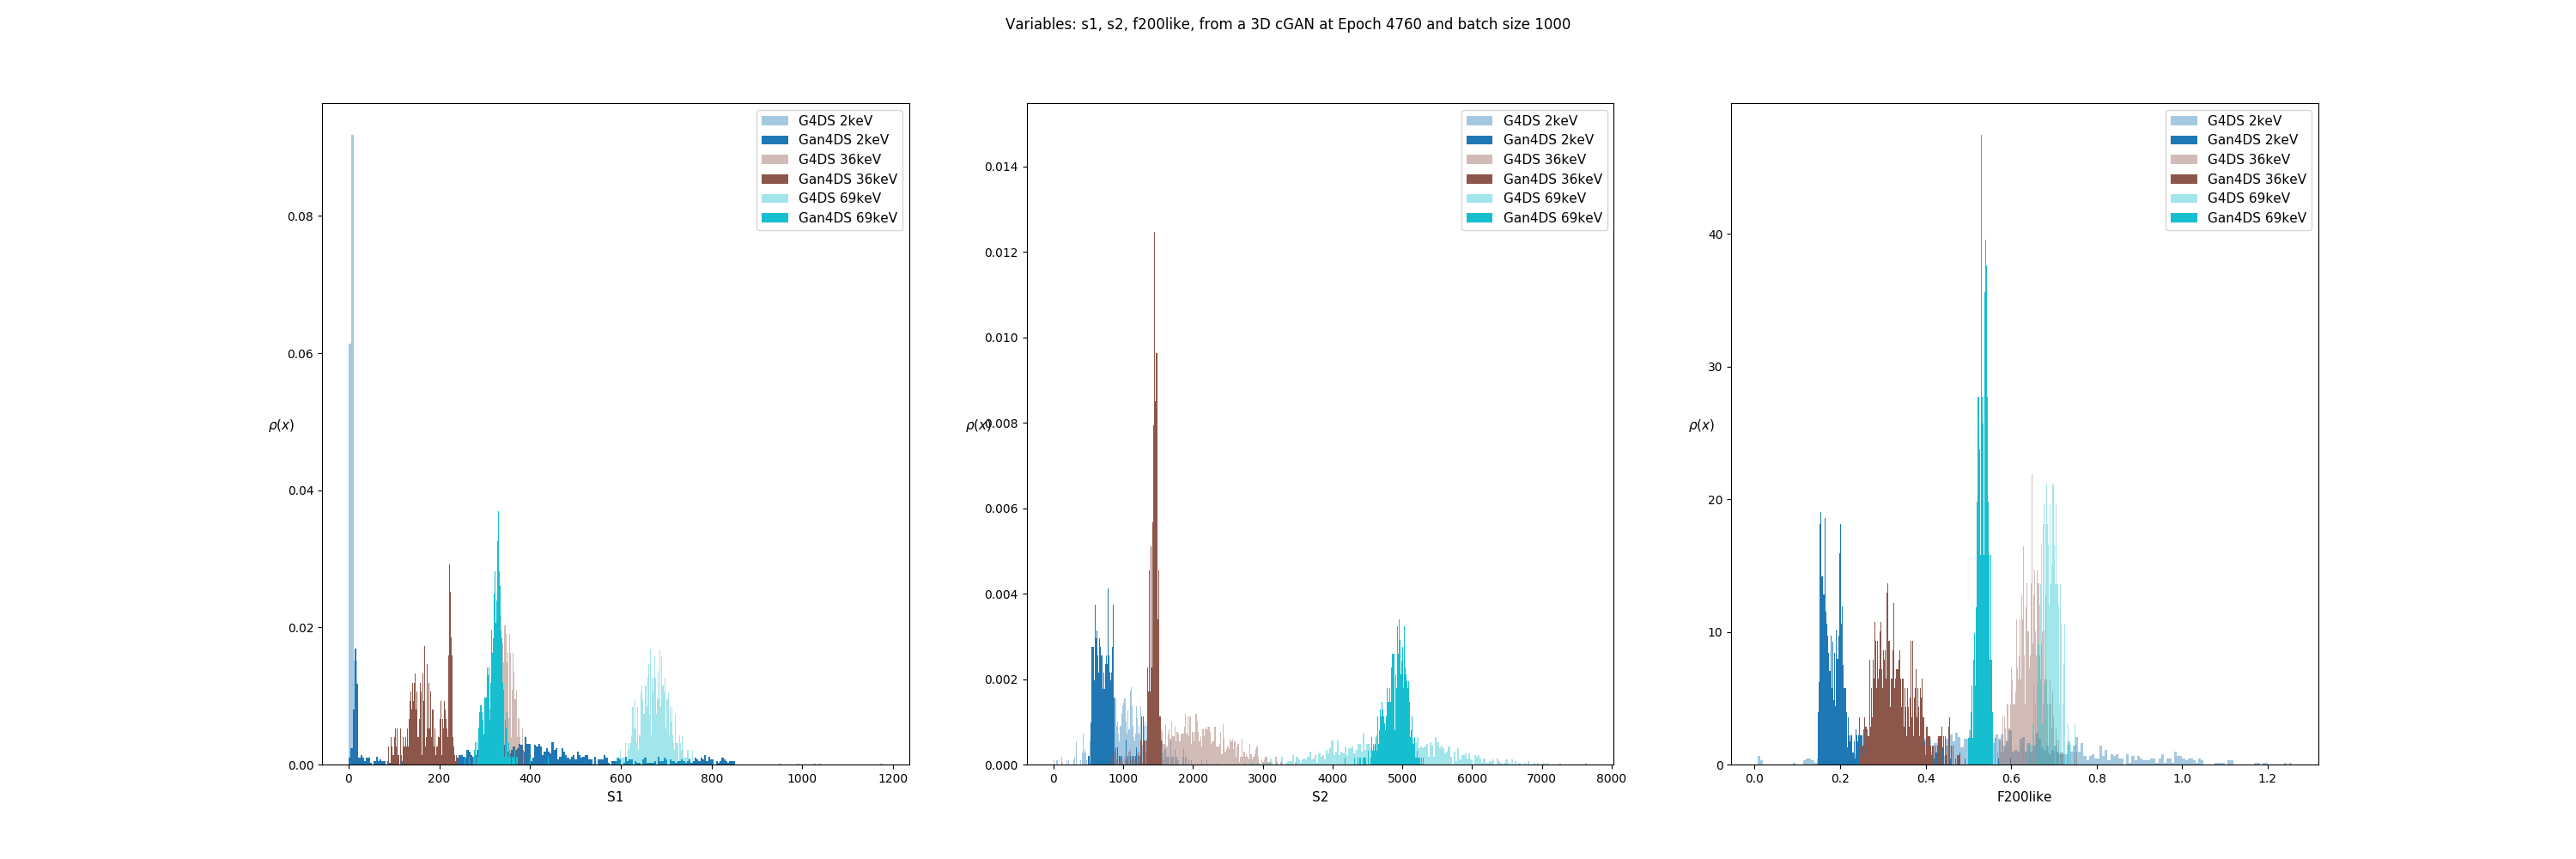 Variables: s1, s2, f200like, from a 3D cGAN at Epoch 4760 and batch size 1000
G4DS 2keV
Gan4DS 2keV
G4DS 36keV
Gan4DS 36keV
G4DS 69keV
Gan4DS 69keV
0.08
0.06
ρ(x)
0.04
0.02
0.00
0 200 400 600 800 1000 1200
S1
G4DS 2keV
Gan4DS 2keV
G4DS 36keV
Gan4DS 36keV
G4DS 69keV
Gan4DS 69keV
0.014
0.012
0.010
ρ(x)
0.008
0.006
0.004
0.002
0.000
0 1000 2000 3000 4000 5000 6000 7000 8000
S2
G4DS 2keV
Gan4DS 2keV
G4DS 36keV
Gan4DS 36keV
G4DS 69keV
Gan4DS 69keV
40
30
ρ(x)
20
10
0
0.0 0.2 0.4 0.6 0.8 1.0 1.2
F200like